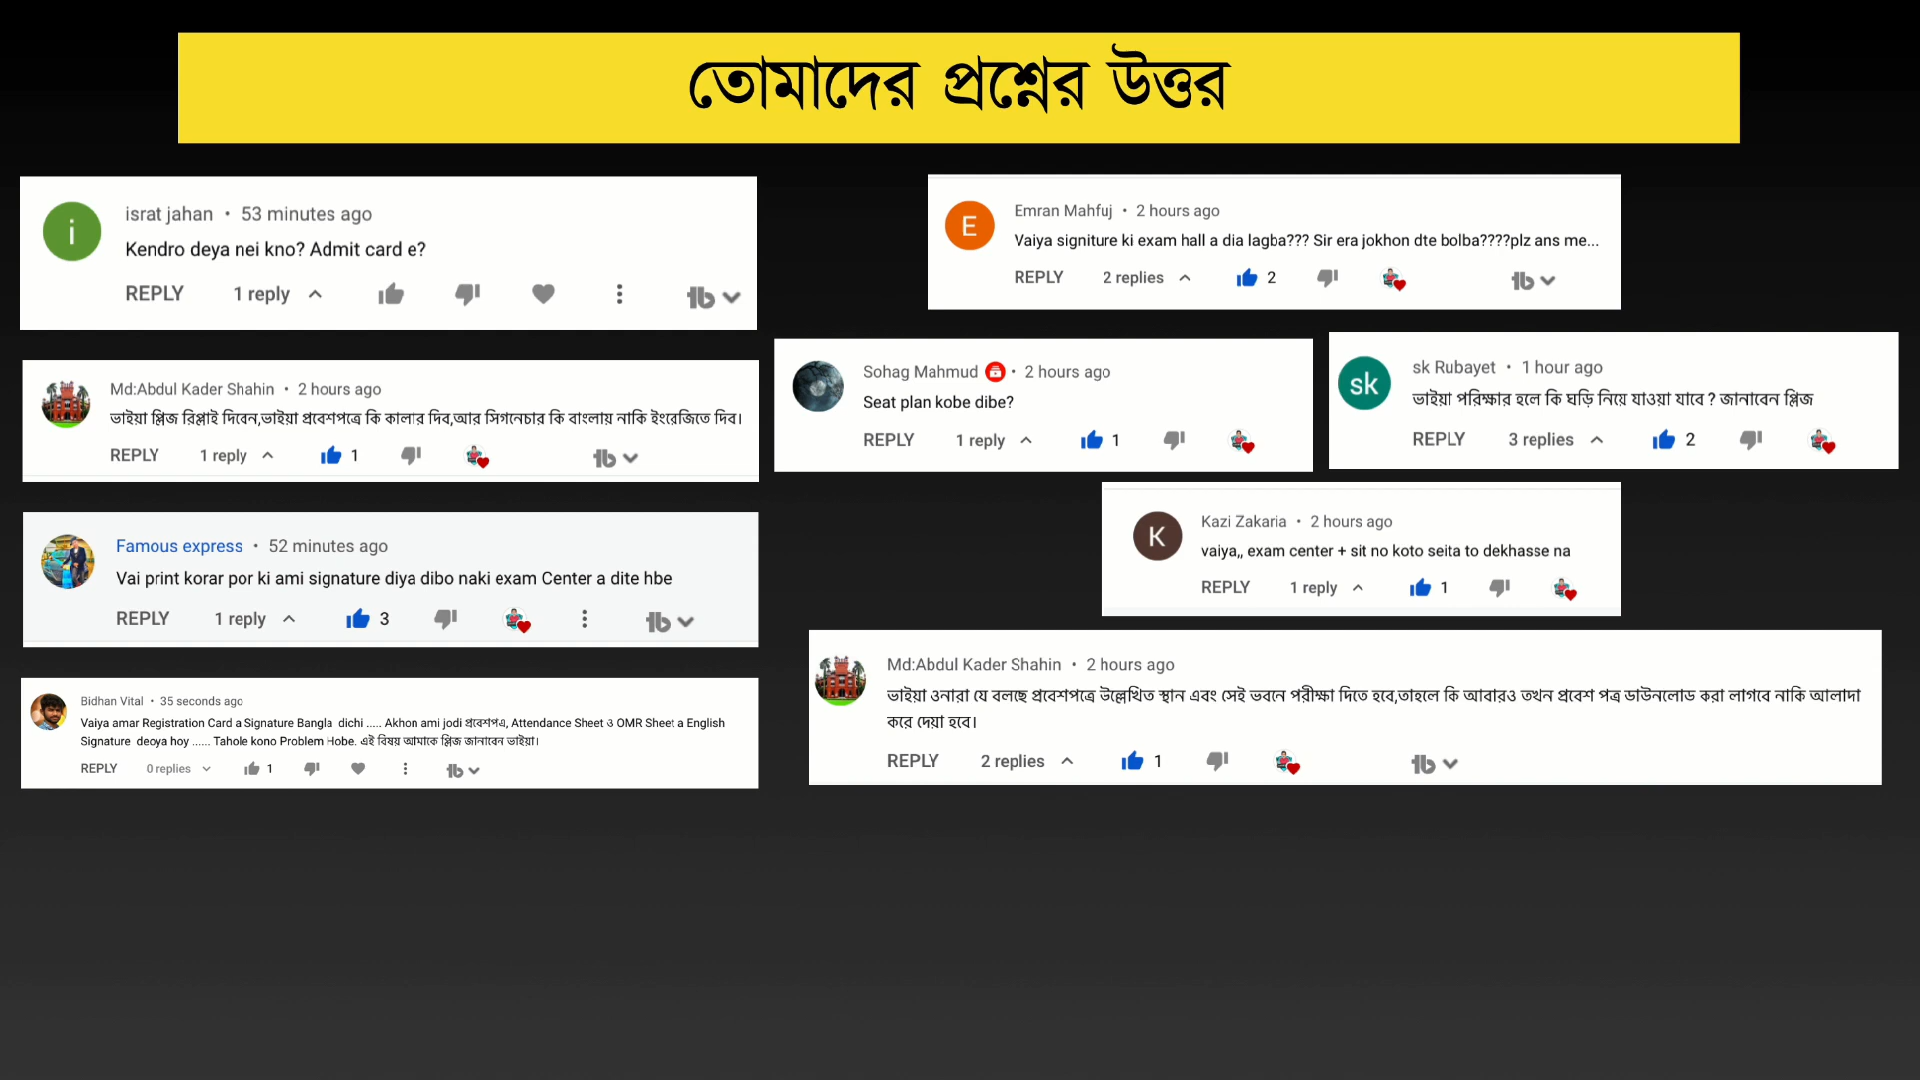 তোমাদের প্রশ্নের উত্তর
israt jahan • 53 minutes ago
Kendro deya nei kno? Admit card e?
REPLY 1 reply
Md:Abdul Kader Shahin • 2 hours ago
ভাইয়া প্লিজ রিপ্লাই দিবেন,ভাইয়া প্রবেশপত্রে কি কালার দিব,আর সিগনেচার কি বাংলায় নাকি ইংরেজিতে দিব।
REPLY 1 reply 1
Famous express • 52 minutes ago
Vai print korar por ki ami signature diya dibo naki exam Center a dite hbe
REPLY 1 reply 3
Bidhan Vital • 35 seconds ago
Vaiya amar Registration Card a Signature Bangla dichi ..... Akhon ami jodi প্রবেশপএ, Attendance Sheet ও OMR Sheet a English
Signature deoya hoy ...... Tahole kono Problem Hobe. এই বিষয় আমাকে প্লিজ জানাবেন ভাইয়া।
REPLY 0 replies 1
Emran Mahfuj • 2 hours ago
Vaiya signiture ki exam hall a dia lagba??? Sir era jokhon dte bolba????plz ans me...
REPLY 2 replies 2
Sohag Mahmud • 2 hours ago
Seat plan kobe dibe?
REPLY 1 reply 1
sk
sk Rubayet • 1 hour ago
ভাইয়া পরিক্ষার হলে কি ঘড়ি নিয়ে যাওয়া যাবে ? জানাবেন প্লিজ
REPLY 3 replies 2
K
Kazi Zakaria • 2 hours ago
vaiya,, exam center + sit no koto seita to dekhasse na
REPLY 1 reply 1
Md:Abdul Kader Shahin • 2 hours ago
ভাইয়া ওনারা যে বলছে প্রবেশপত্রে উল্লেখিত স্থান এবং সেই ভবনে পরীক্ষা দিতে হবে,তাহলে কি আবারও তখন প্রবেশ পত্র ডাউনলোড করা লাগবে নাকি আলাদা
করে দেয়া হবে।
REPLY 2 replies 1